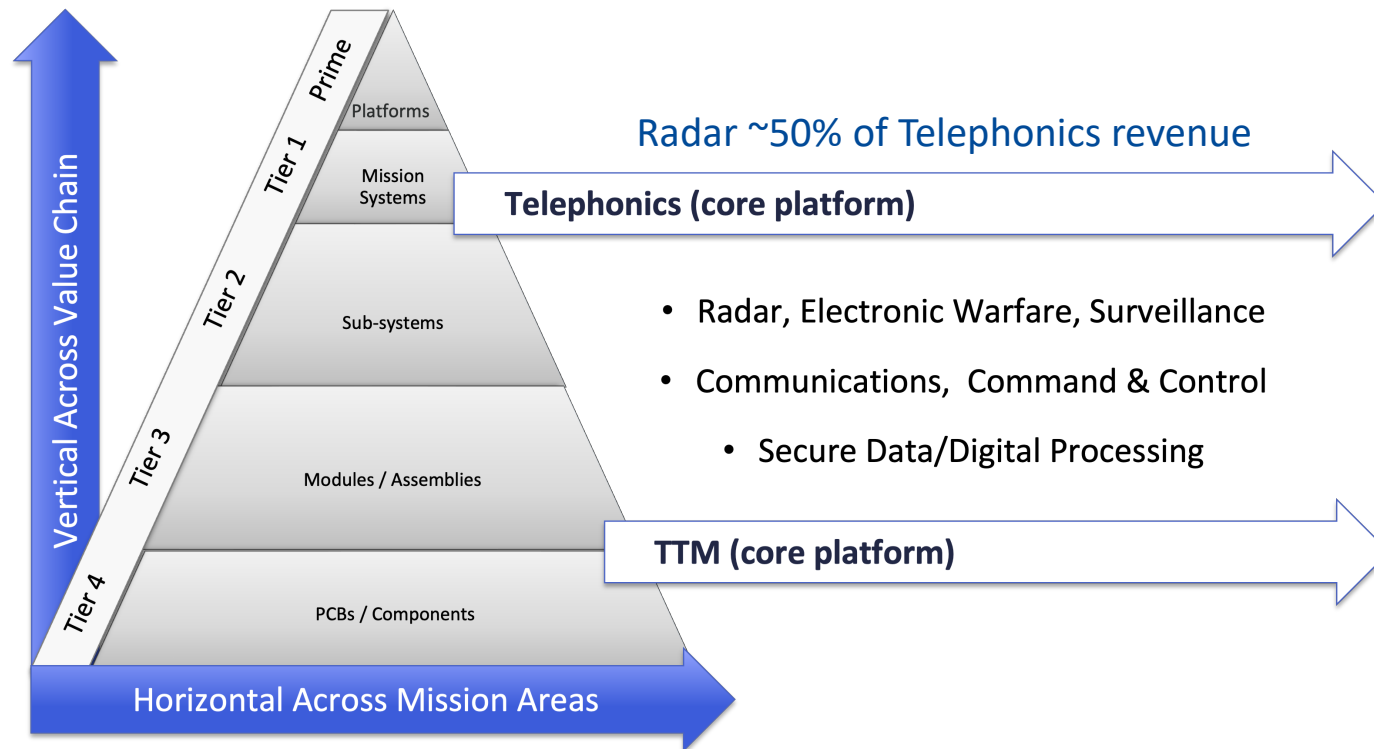 Vertical Across Value Chain
Prime
Tier 1
Tier 2
Tier 3
Tier 4
Platforms
Mission
Systems
Sub-systems
Modules / Assemblies
PCBs / Components
Horizontal Across Mission Areas
Radar ~50% of Telephonics revenue
Telephonics (core platform)
• Radar, Electronic Warfare, Surveillance
• Communications,  Command & Control
• Secure Data/Digital Processing
TTM (core platform)